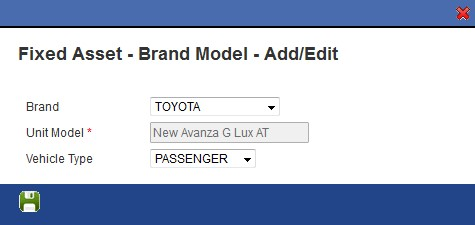 Fixed Asset - Brand Model - Add/Edit
Brand TOYOTA
Unit Model * New Avanza G Lux AT
Vehicle Type PASSENGER